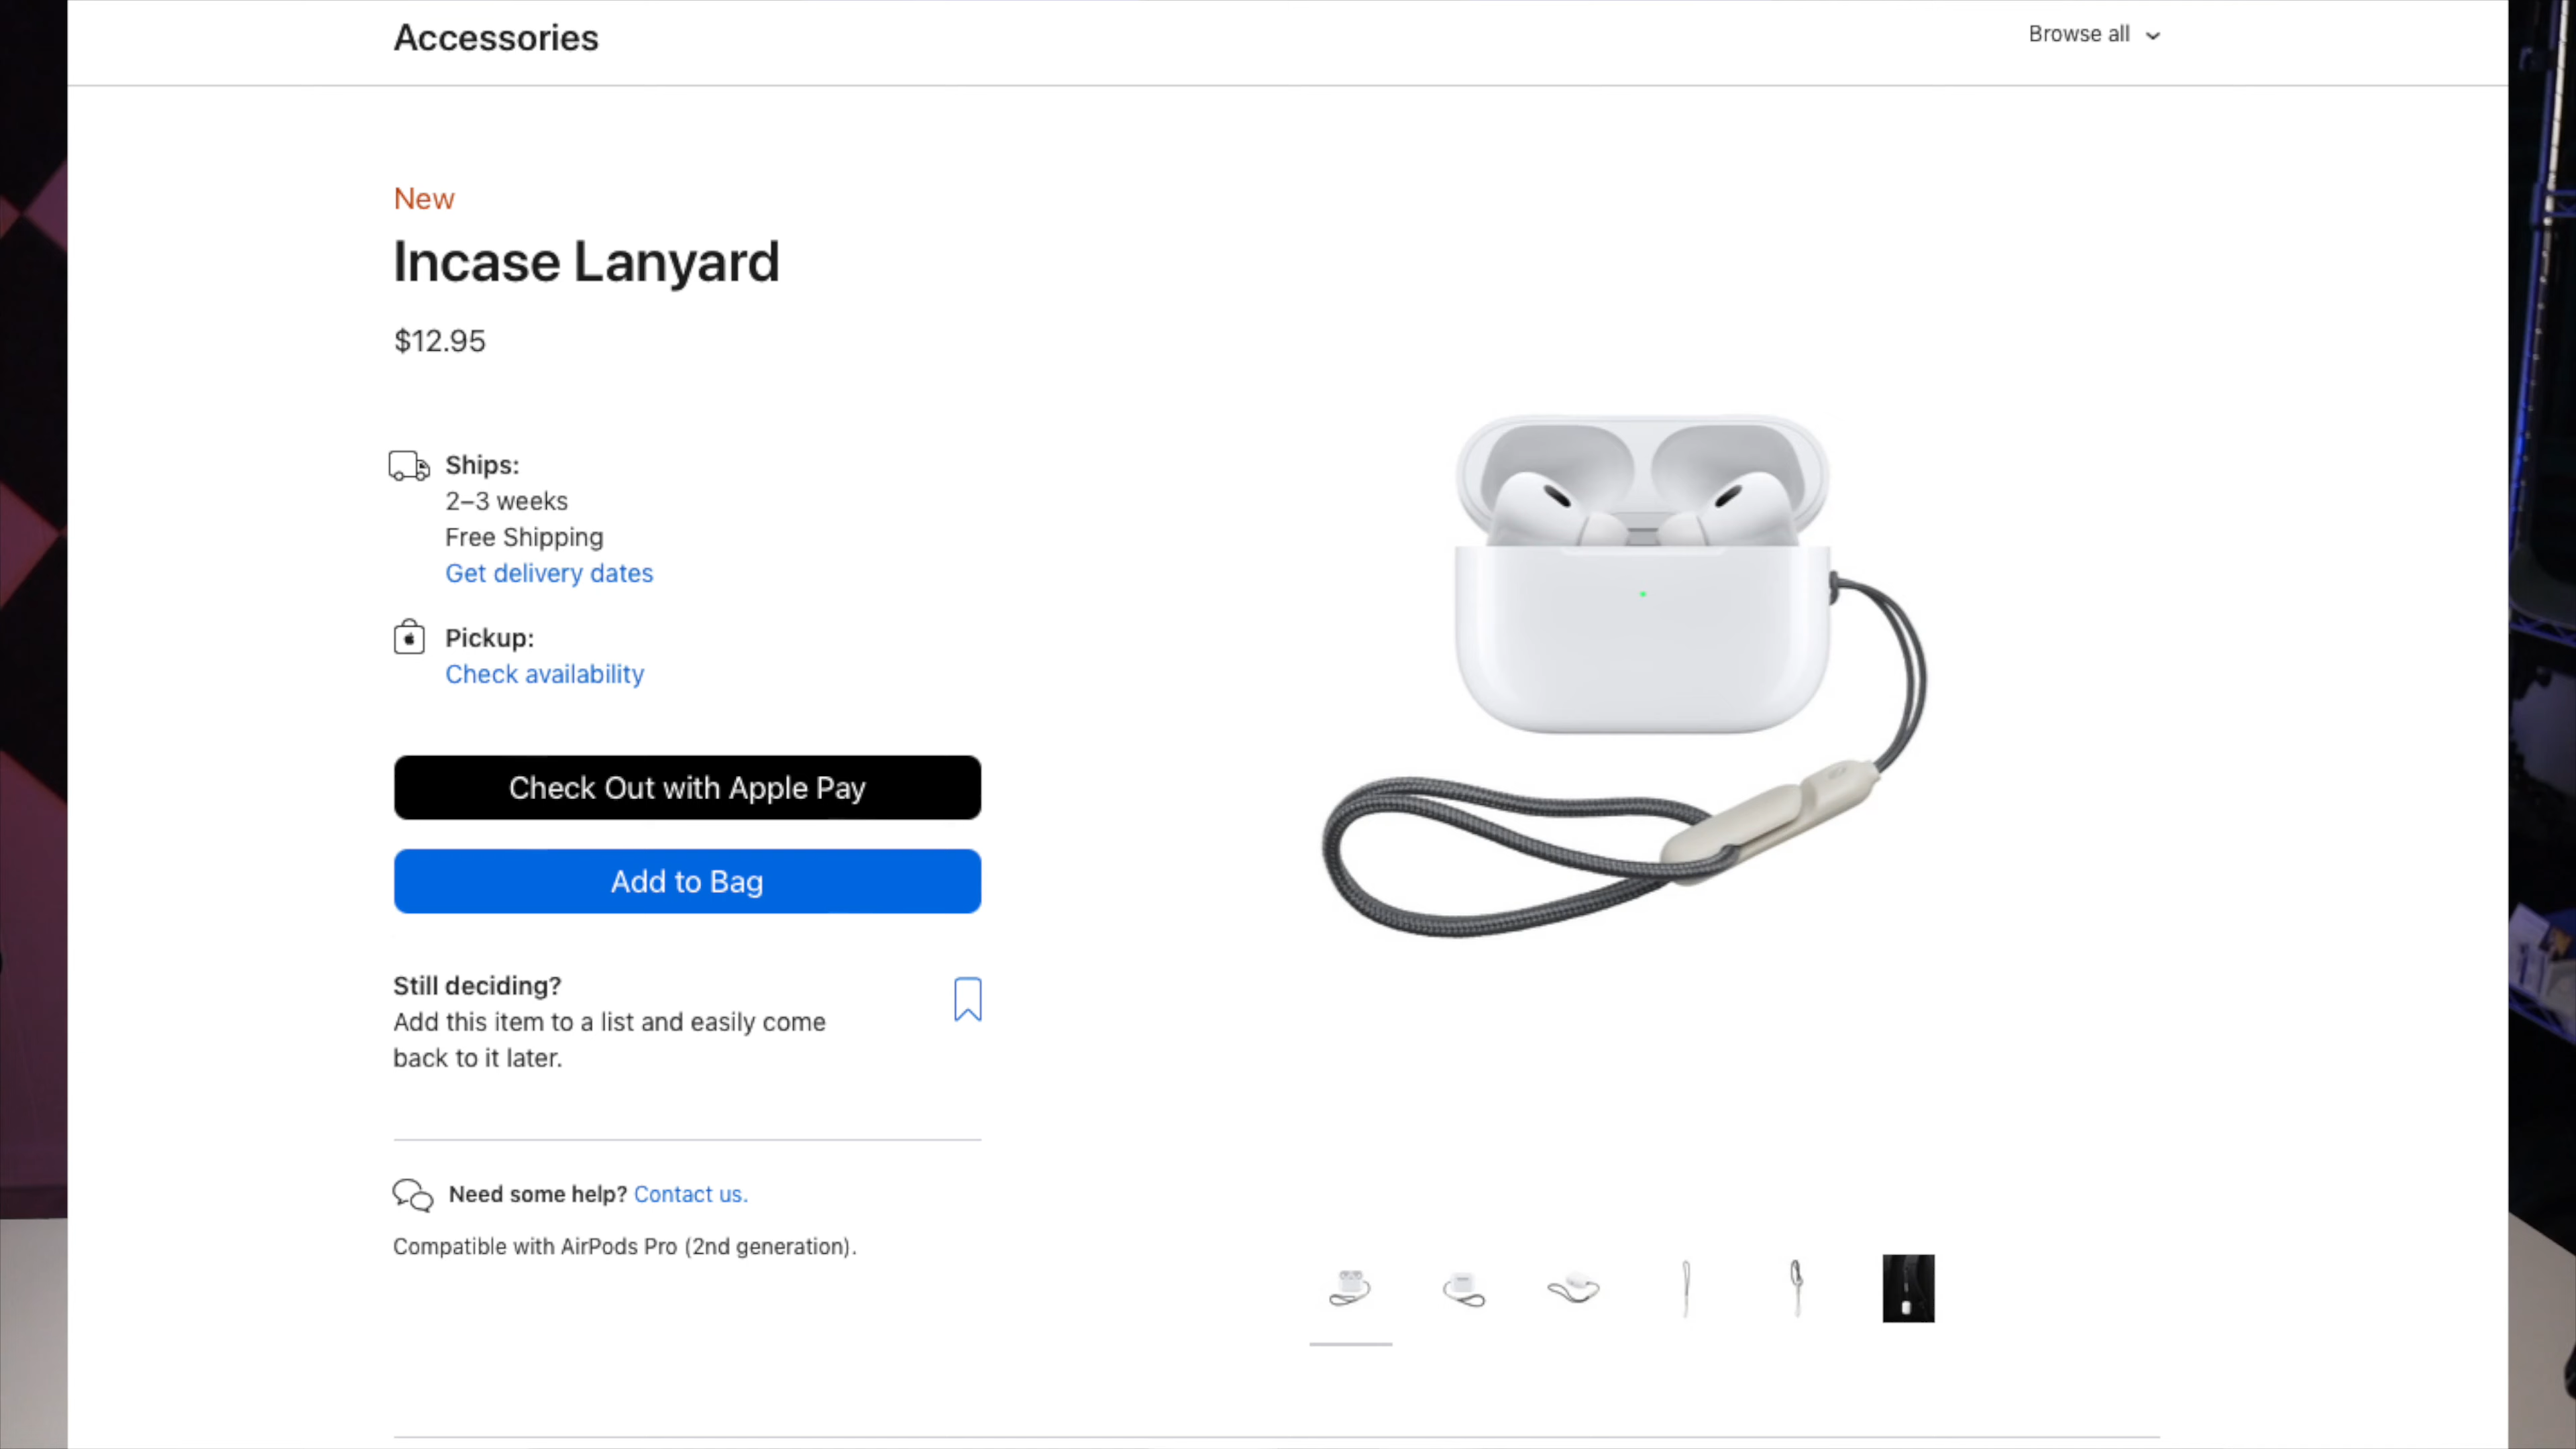 Accessories
Browse all
New
Incase Lanyard
$12.95
Ships:
2–3 weeks
Free Shipping
Get delivery dates
Pickup:
Check availability
Check Out with Apple Pay
Add to Bag
Still deciding?
Add this item to a list and easily come
back to it later.
Need some help? Contact us.
Compatible with AirPods Pro (2nd generation).